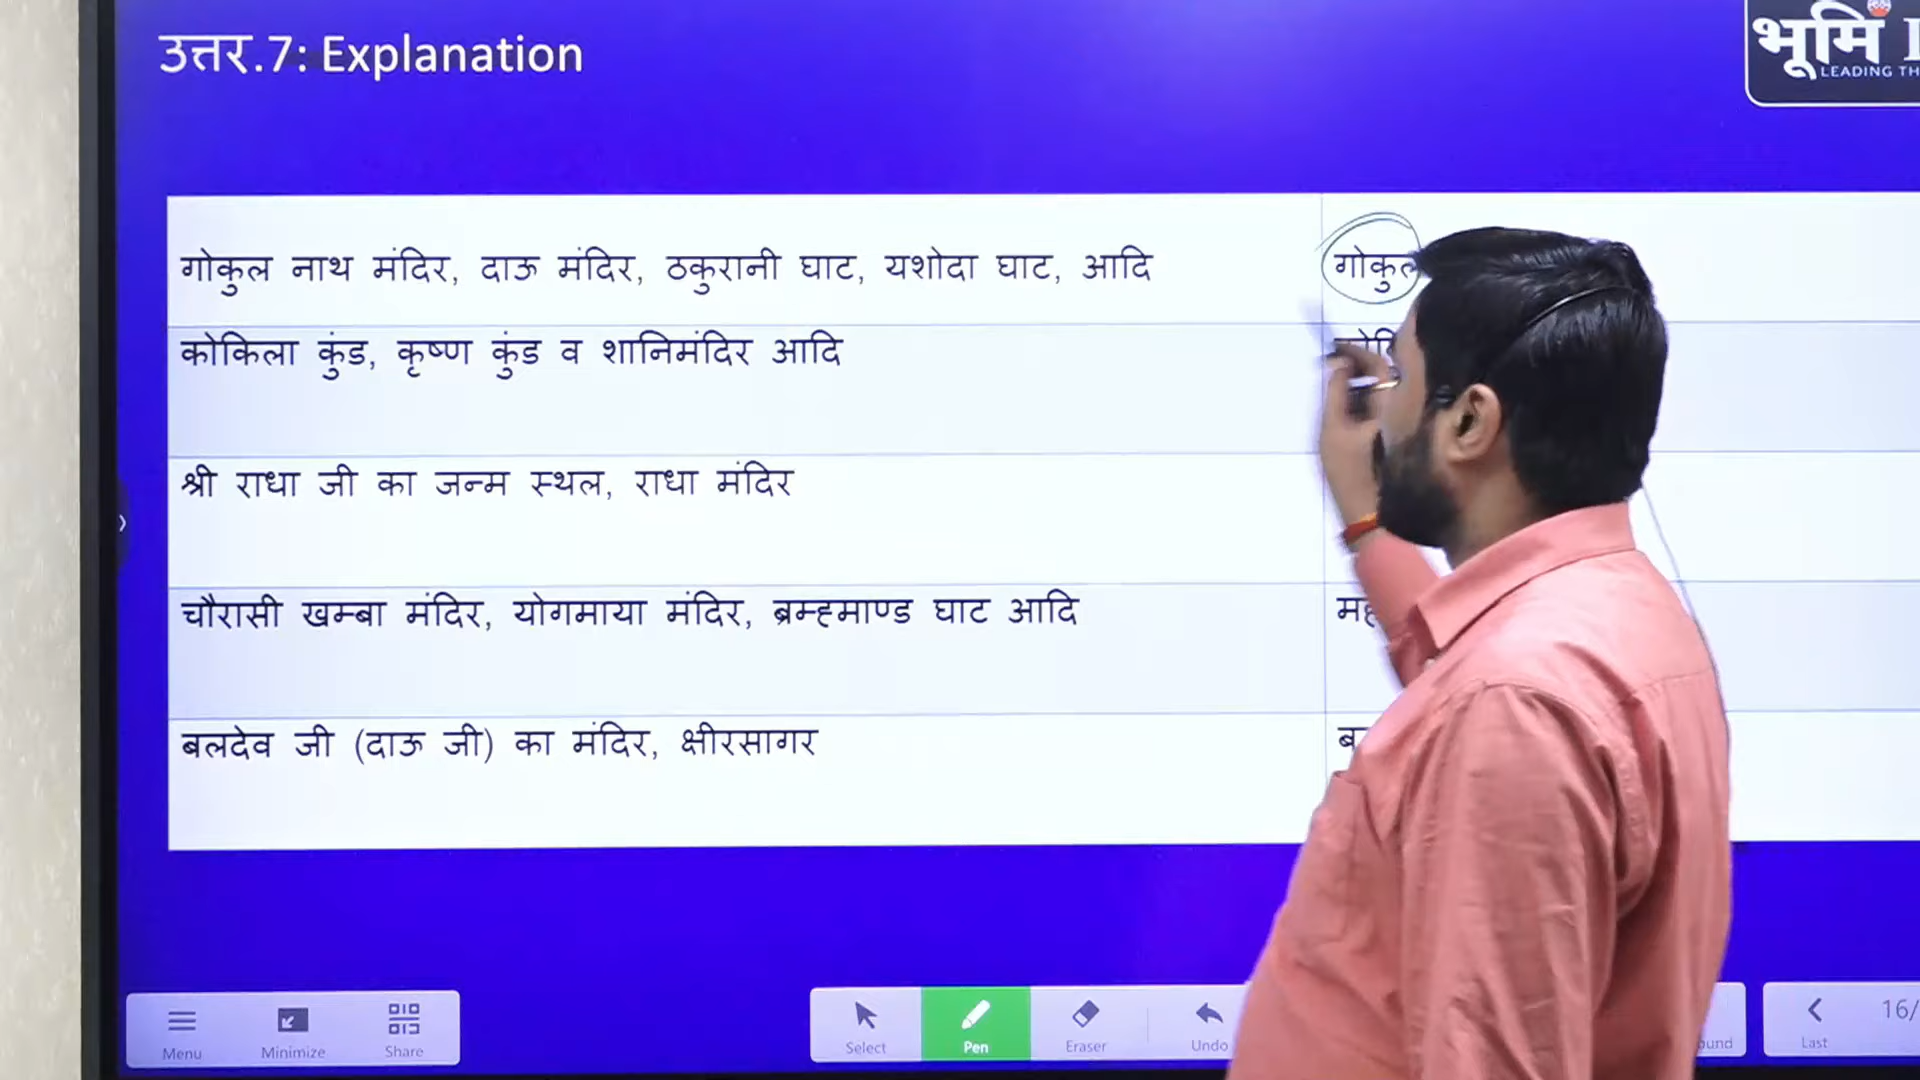 उत्तर.7: Explanation
भूमि
LEADING
गोकुल नाथ मंदिर, दाऊ मंदिर, ठकुरानी घाट, यशोदा घाट, आदि
गोकुल
कोकिला कुंड, कृष्ण कुंड व शानिमंदिर आदि
श्री राधा जी का जन्म स्थल, राधा मंदिर
चौरासी खम्बा मंदिर, योगमाया मंदिर, ब्रम्हमाण्ड घाट आदि
बलदेव जी (दाऊ जी) का मंदिर, क्षीरसागर
Menu Minimize Share Select Pen Eraser Undo Last 16/